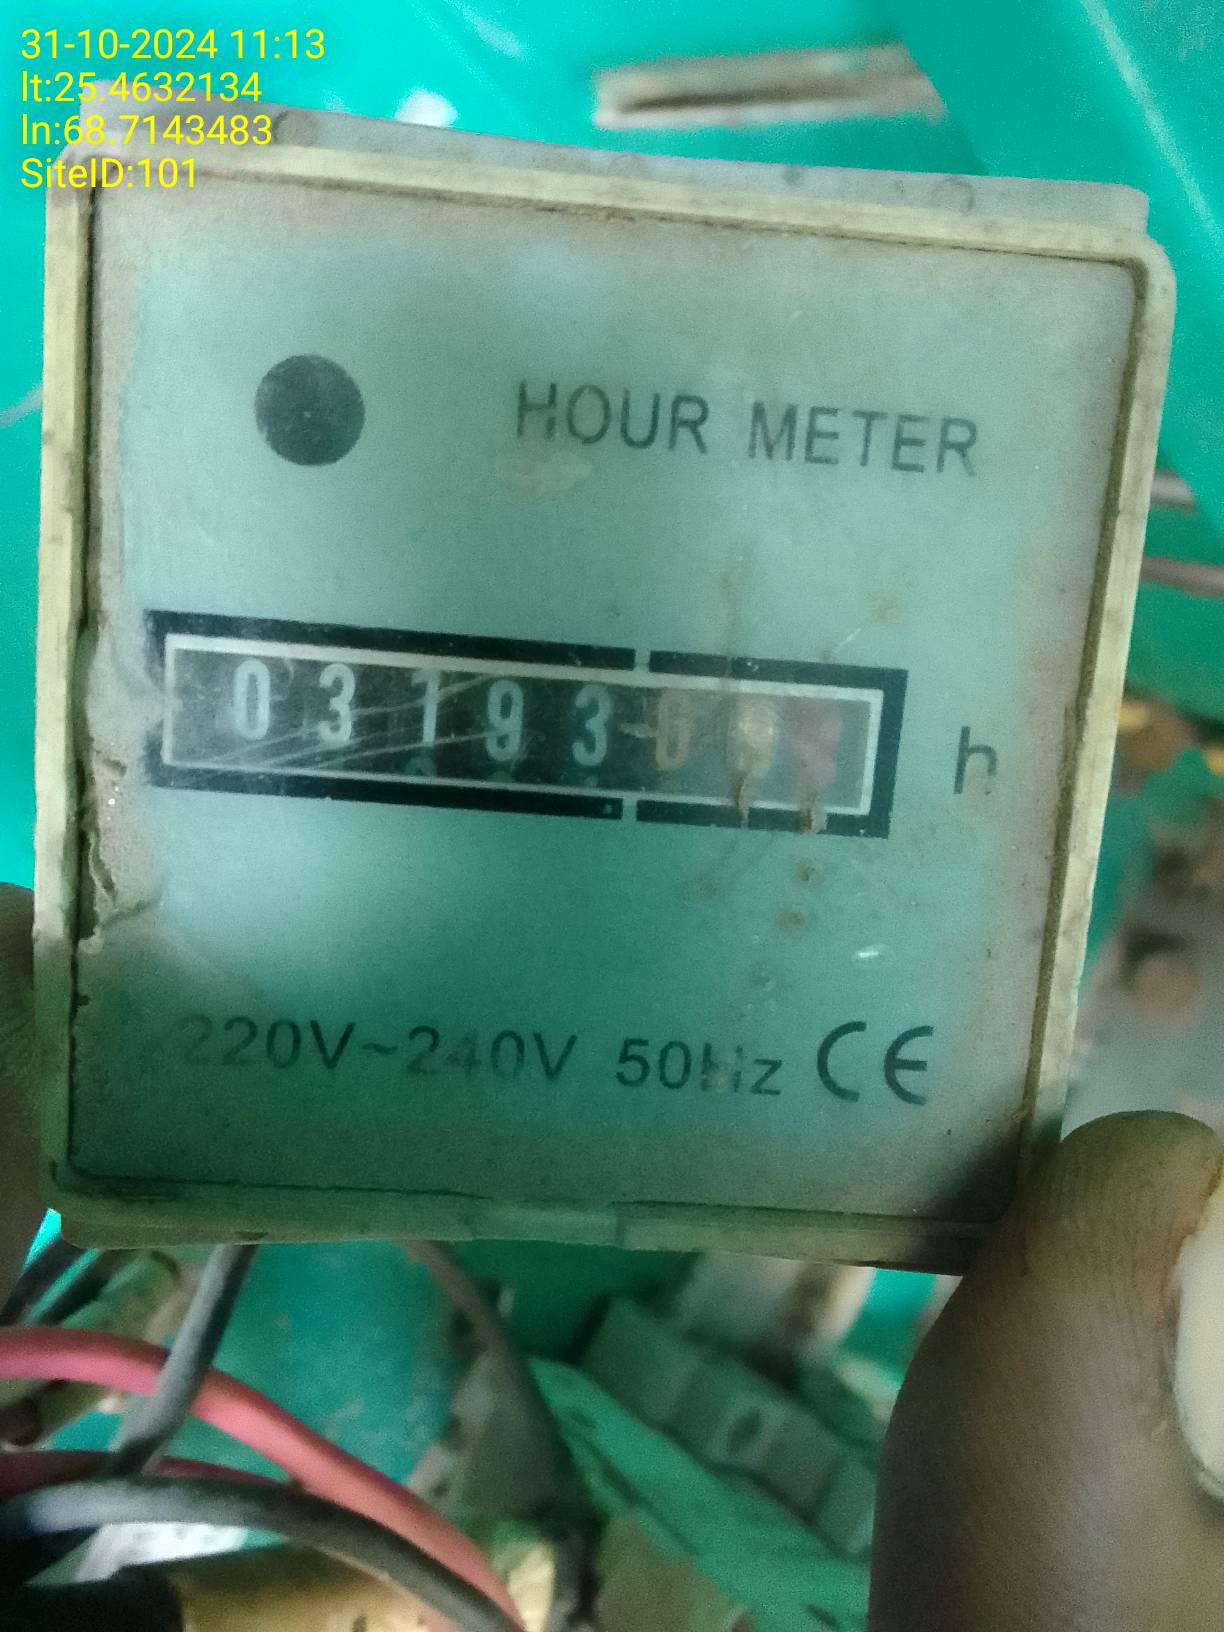 31-10-2024 11:13
lt:25.4632134
ln:68.7143483
SiteID:101
HOUR METER
03193
h
220V~240V 50Hz CE